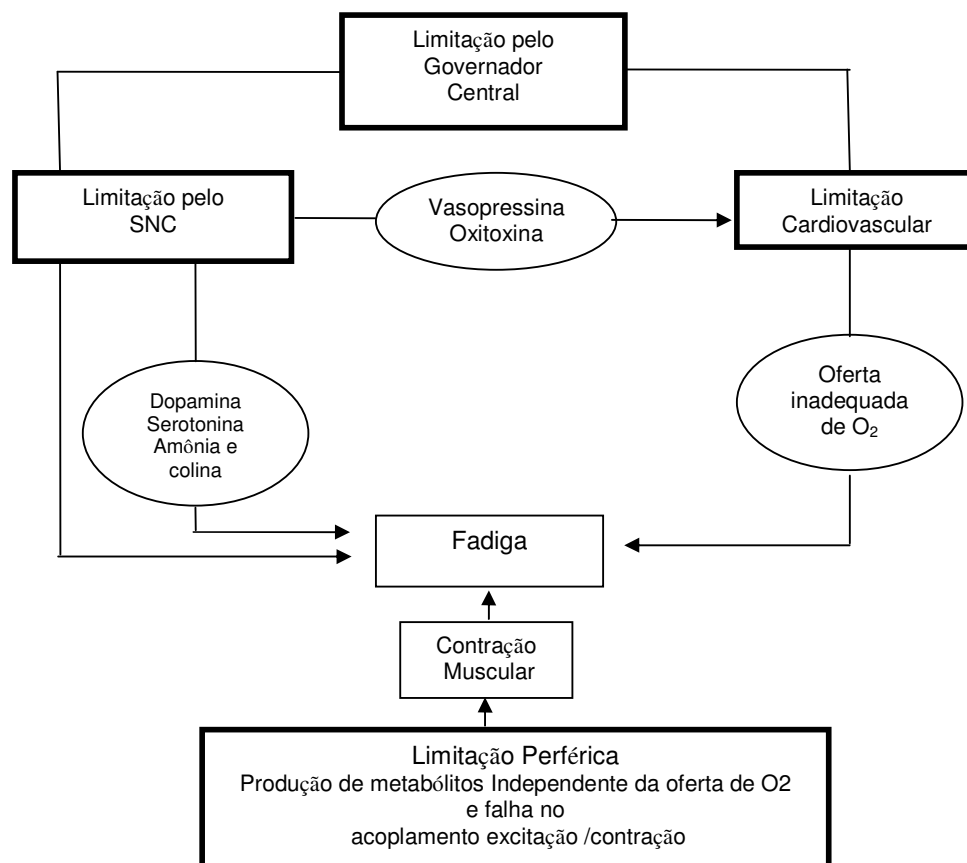 Limitação pelo
Governador
Central
Limitação pelo
SNC
Vasopressina
Oxitoxina
Limitação
Cardiovascular
Dopamina
Serotonina
Amônia e
colina
Oferta
inadequada
de O₂
Fadiga
Contração
Muscular
Limitação Perférica
Produção de metabólitos Independente da oferta de O2
e falha no
acoplamento excitação /contração